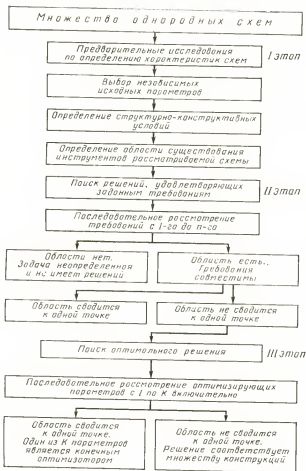 Множество однородных схем
Предварительные исследования
по определению характеристик схем
I этап
Выбор независимых
исходных параметров
Определение структурно-конструктивных
условий
Определение области существования
инструментов рассматриваемой схемы
Поиск решений, удовлетворяющих
заданным требованиям
II этап
Последовательное рассмотрение
требований с 1-го до п-го
Области нет.
Задача неопределенная
и не имеет решений
Область есть..
Требования
совместимы
Область сводится
к одной точке
Область не сводится
к одной точке
III этап
Поиск оптимального решения
Последовательное рассмотрение оптимизирующих
параметров с 1 по К включительно
Область сводится
к одной точке.
Один из К параметров
является конечным
оптимизатором
Область не сводится
к одной точке.
Решение соответствует
множеству конструкций